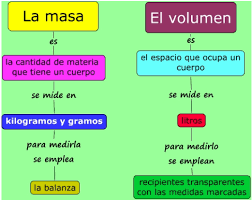 La masa
es
la cantidad de materia
que tiene un cuerpo
se mide en
kilogramos y gramos
para medirla
se emplea
la balanza
El volumen
es
el espacio que ocupa un
cuerpo
se mide en
litros
para medirlo
se emplean
recipientes transparentes
con las medidas marcadas